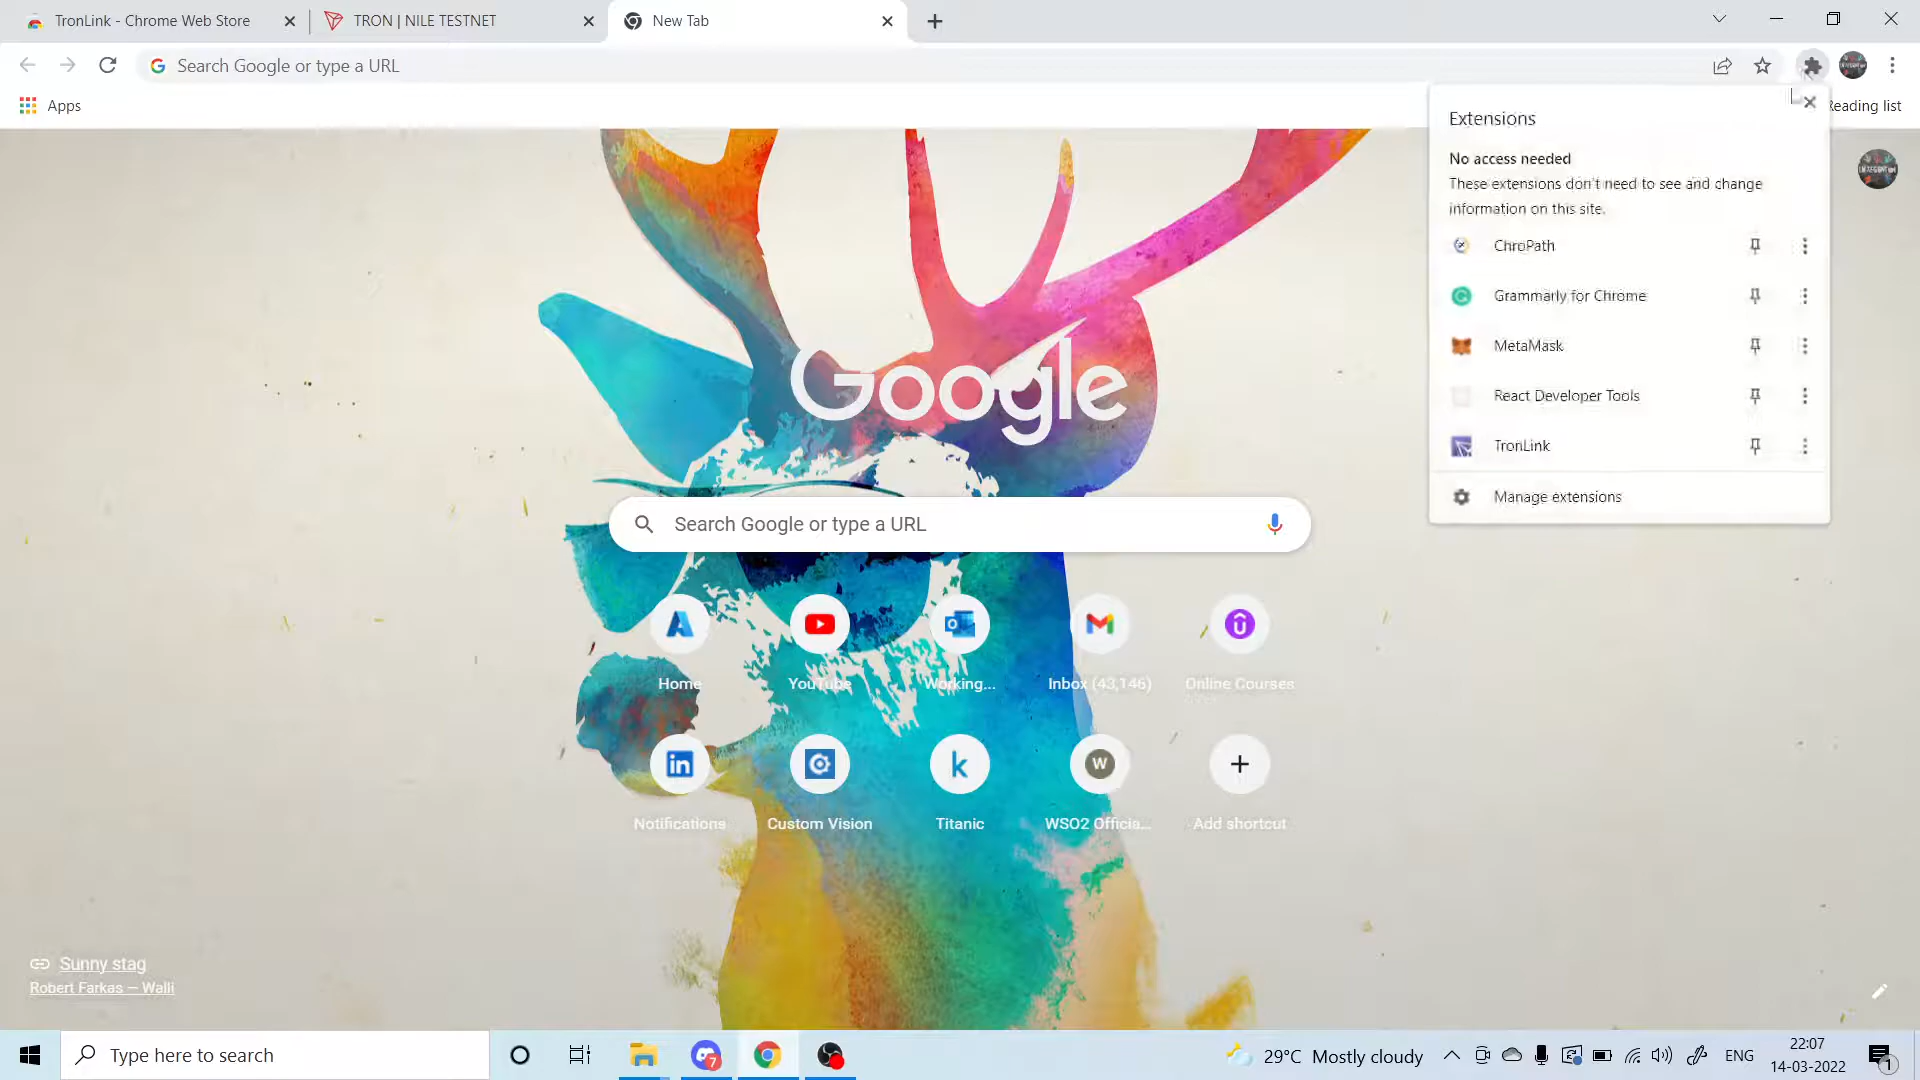 TronLink - Chrome Web Store
TRON | NILE TESTNET
New Tab
Search Google or type a URL
Apps
Reading list
Extensions
No access needed
These extensions don't need to see and change
information on this site.
ChroPath
Grammarly for Chrome
MetaMask
React Developer Tools
TronLink
Manage extensions
Google
Search Google or type a URL
Home
YouTube
Working...
Inbox (43,146)
Online Courses
Notifications
Custom Vision
Titanic
W
WSO2 Officia...
Add shortcut
Sunny stag
Robert Farkas — Walli
Type here to search
7
29°C Mostly cloudy
ENG
22:07
14-03-2022
1